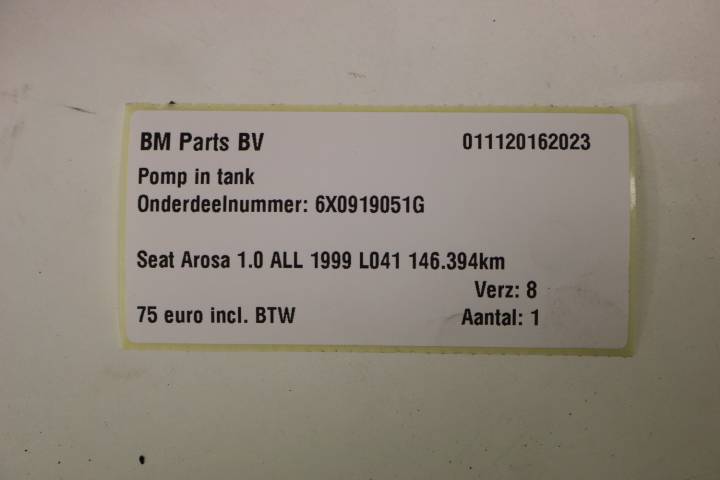 BM Parts BV 011120162023
Pomp in tank
Onderdeelnummer: 6X0919051G
Seat Arosa 1.0 ALL 1999 L041 146.394km
Verz: 8
75 euro incl. BTW Aantal: 1